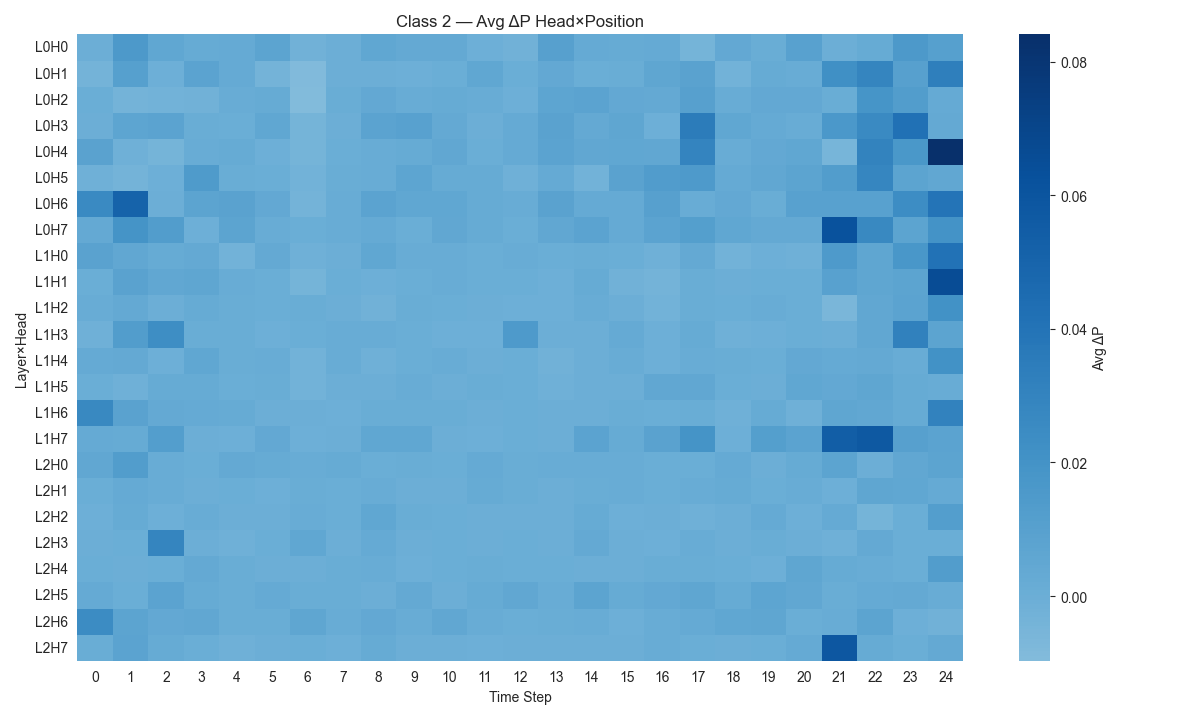 Class 2 — Avg ΔP Head×Position
Layer×Head
L0H0
L0H1
L0H2
L0H3
L0H4
L0H5
L0H6
L0H7
L1H0
L1H1
L1H2
L1H3
L1H4
L1H5
L1H6
L1H7
L2H0
L2H1
L2H2
L2H3
L2H4
L2H5
L2H6
L2H7
0 1 2 3 4 5 6 7 8 9 10 11 12 13 14 15 16 17 18 19 20 21 22 23 24
Time Step
0.08
0.06
0.04
0.02
0.00
Avg ΔP